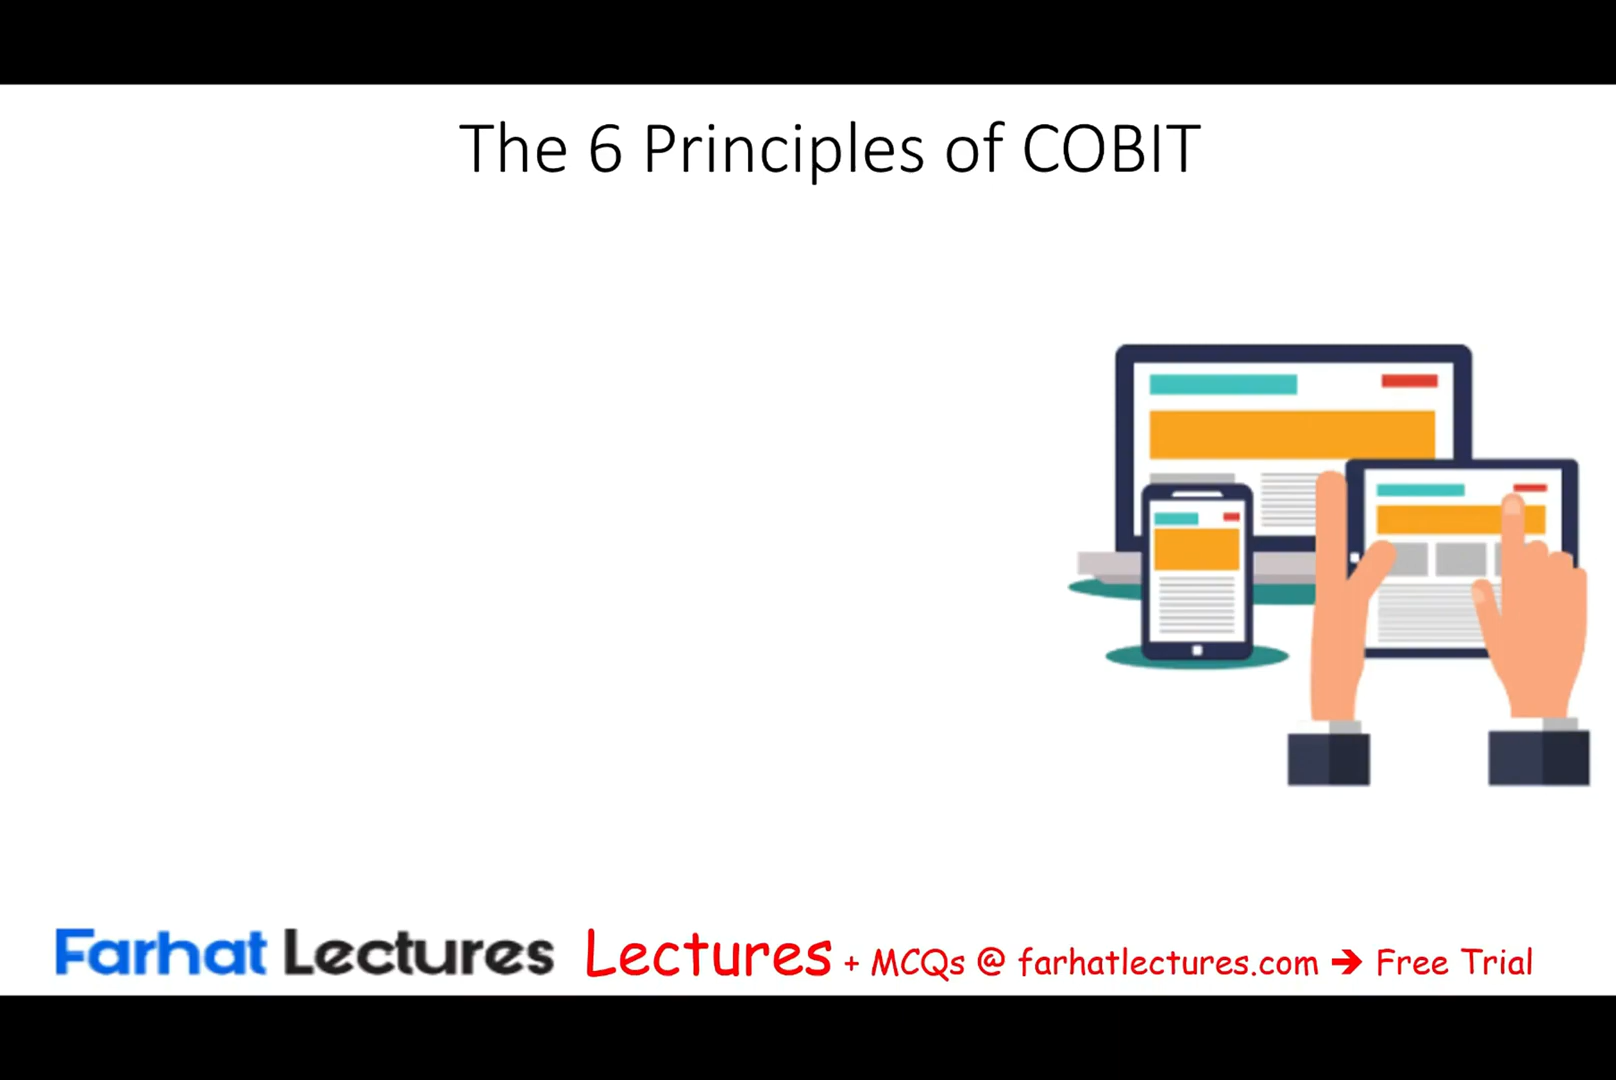 The 6 Principles of COBIT
Farhat Lectures Lectures + MCQs @ farhatlectures.com → Free Trial